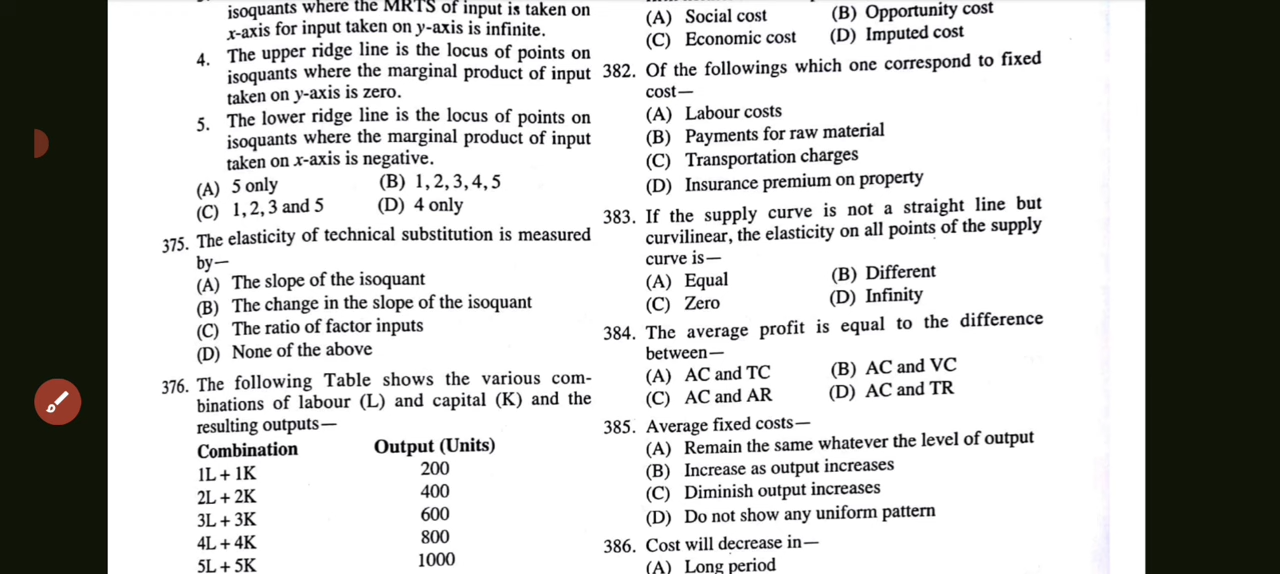 isoquants where the MRTS of input is taken on
x-axis for input taken on y-axis is infinite.
4. The upper ridge line is the locus of points on
isoquants where the marginal product of input
taken on y-axis is zero.
5. The lower ridge line is the locus of points on
isoquants where the marginal product of input
taken on x-axis is negative.
(A) 5 only (B) 1, 2, 3, 4, 5
(C) 1, 2, 3 and 5 (D) 4 only
375. The elasticity of technical substitution is measured
by—
(A) The slope of the isoquant
(B) The change in the slope of the isoquant
(C) The ratio of factor inputs
(D) None of the above
376. The following Table shows the various com-
binations of labour (L) and capital (K) and the
resulting outputs—
Combination Output (Units)
1L + 1K 200
2L + 2K 400
3L + 3K 600
4L + 4K 800
5L + 5K 1000
(A) Social cost (B) Opportunity cost
(C) Economic cost (D) Imputed cost
382. Of the followings which one correspond to fixed
cost—
(A) Labour costs
(B) Payments for raw material
(C) Transportation charges
(D) Insurance premium on property
383. If the supply curve is not a straight line but
curvilinear, the elasticity on all points of the supply
curve is—
(A) Equal (B) Different
(C) Zero (D) Infinity
384. The average profit is equal to the difference
between—
(A) AC and TC (B) AC and VC
(C) AC and AR (D) AC and TR
385. Average fixed costs—
(A) Remain the same whatever the level of output
(B) Increase as output increases
(C) Diminish output increases
(D) Do not show any uniform pattern
386. Cost will decrease in—
(A) Long period